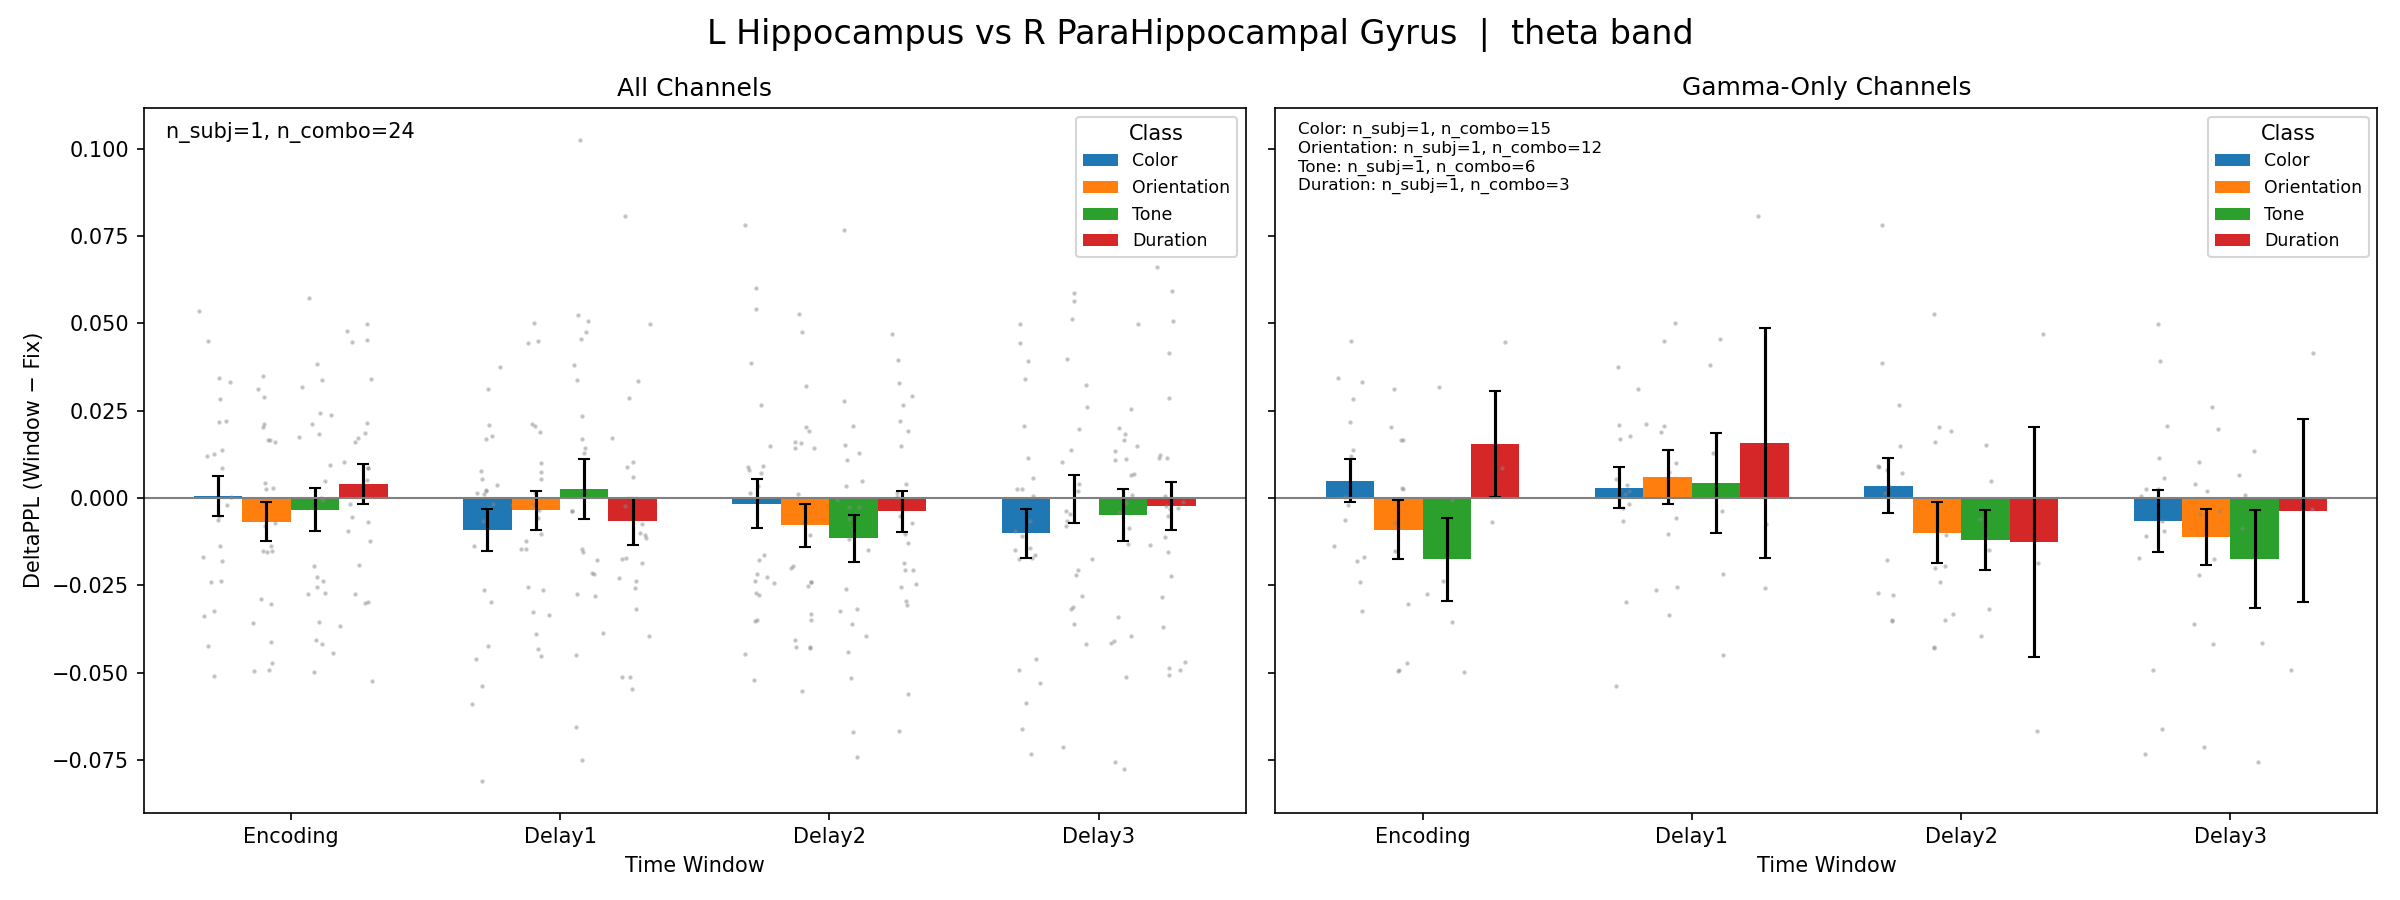 L Hippocampus vs R ParaHippocampal Gyrus | theta band
All Channels
n_subj=1, n_combo=24
Class
Color
Orientation
Tone
Duration
0.100
0.075
0.050
0.025
0.000
−0.025
−0.050
−0.075
DeltaPPL (Window − Fix)
Encoding
Delay1
Delay2
Delay3
Time Window
Gamma-Only Channels
Color: n_subj=1, n_combo=15
Orientation: n_subj=1, n_combo=12
Tone: n_subj=1, n_combo=6
Duration: n_subj=1, n_combo=3
Class
Color
Orientation
Tone
Duration
Encoding
Delay1
Delay2
Delay3
Time Window